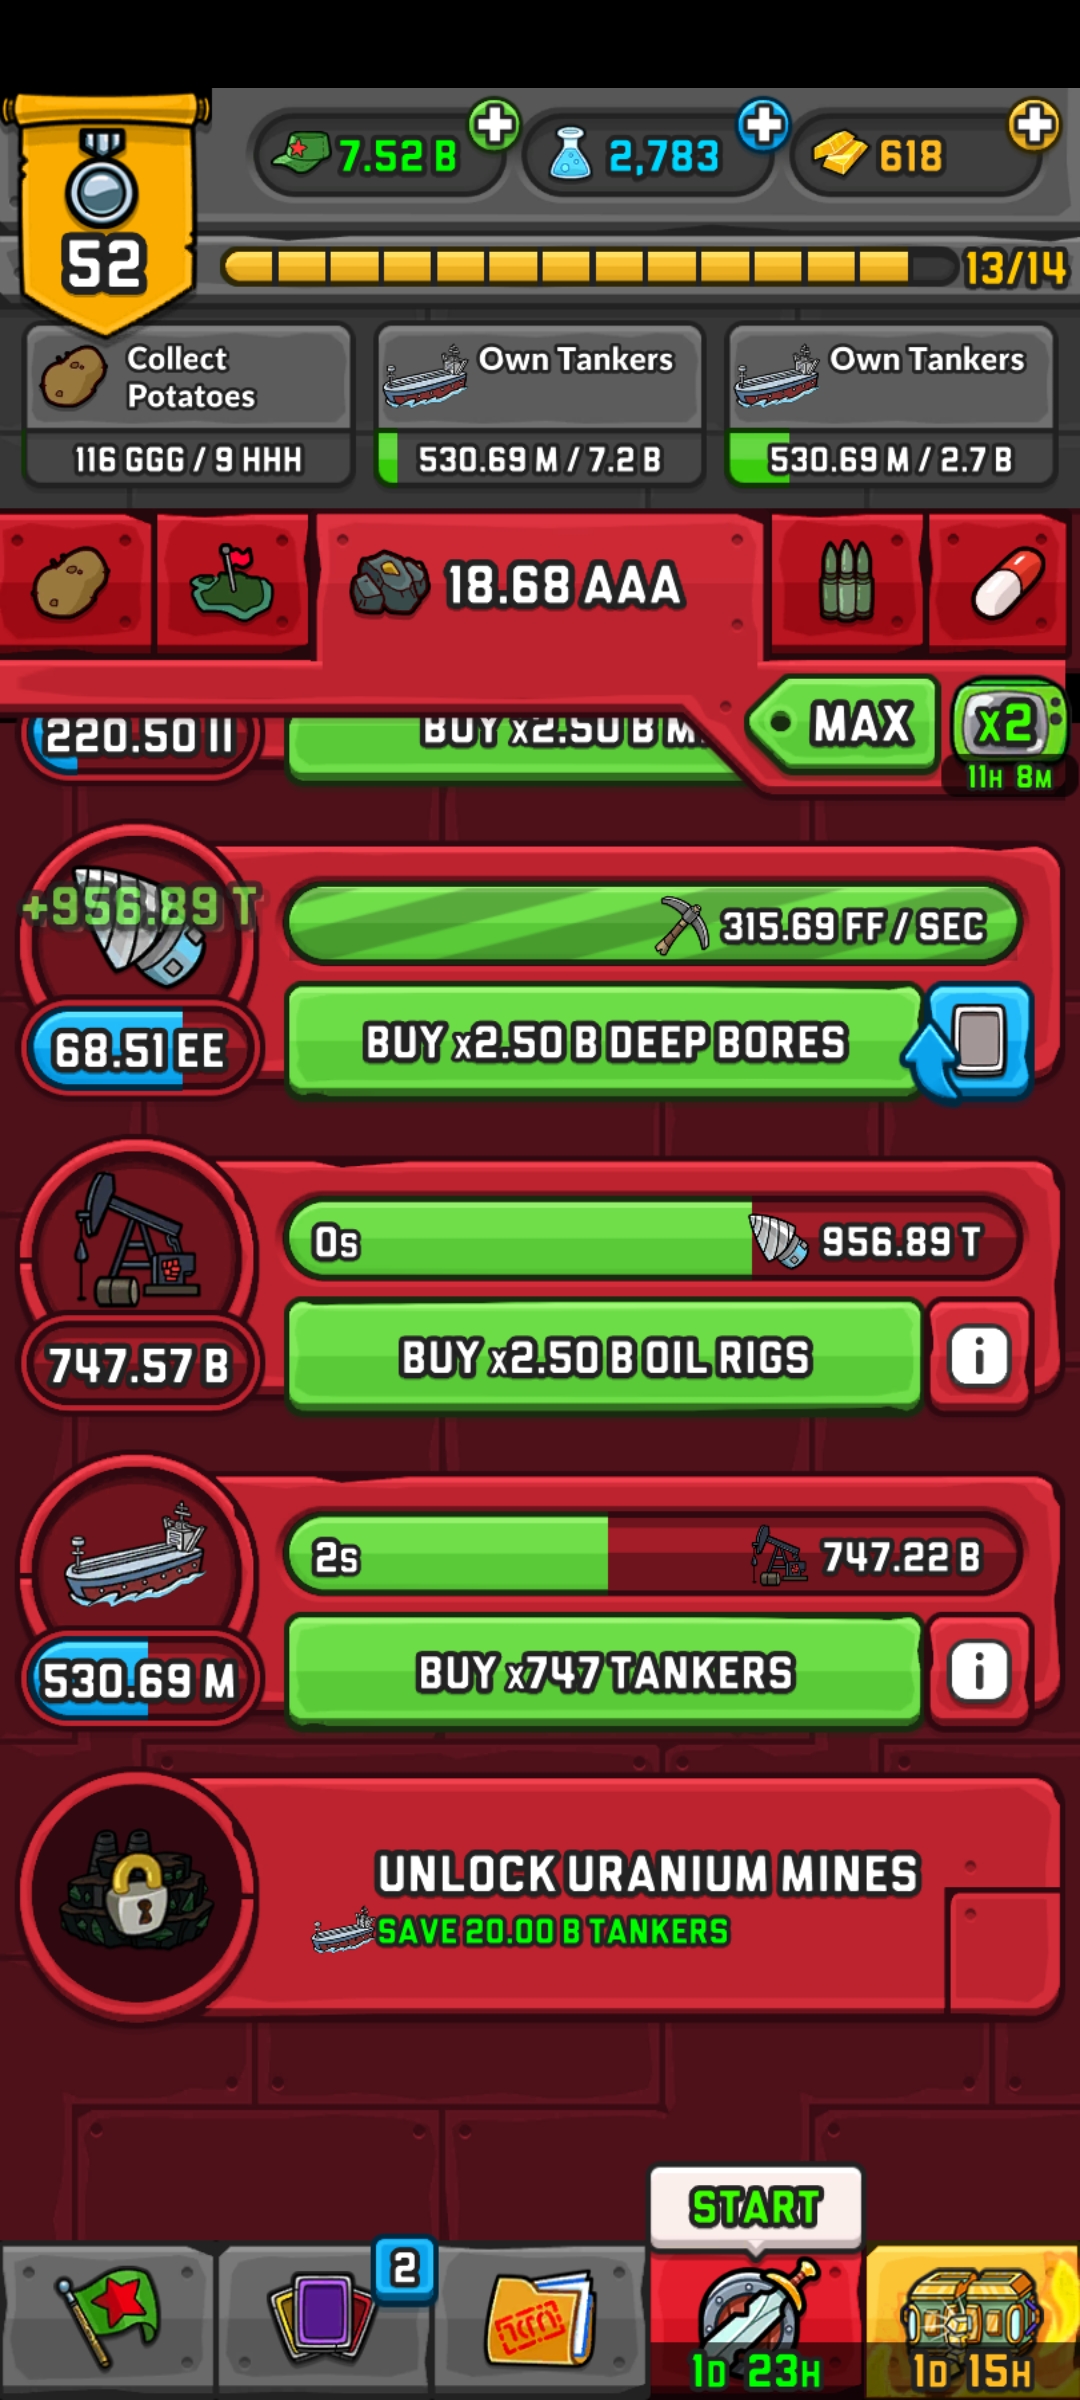 7.52 B
2,783
618
52
13/14
Collect
Potatoes
116 GGG / 9 HHH
Own Tankers
530.69 M / 7.2 B
Own Tankers
530.69 M / 2.7 B
18.68 AAA
MAX
x2
11H 8M
220.50 II
BUY x2.50 B M
+956.89 T
315.69 FF / SEC
68.51 EE
BUY x2.50 B DEEP BORES
0s
956.89 T
747.57 B
BUY x2.50 B OIL RIGS
i
2s
747.22 B
530.69 M
BUY x747 TANKERS
i
UNLOCK URANIUM MINES
SAVE 20.00 B TANKERS
START
2
1D 23H
1D 15H